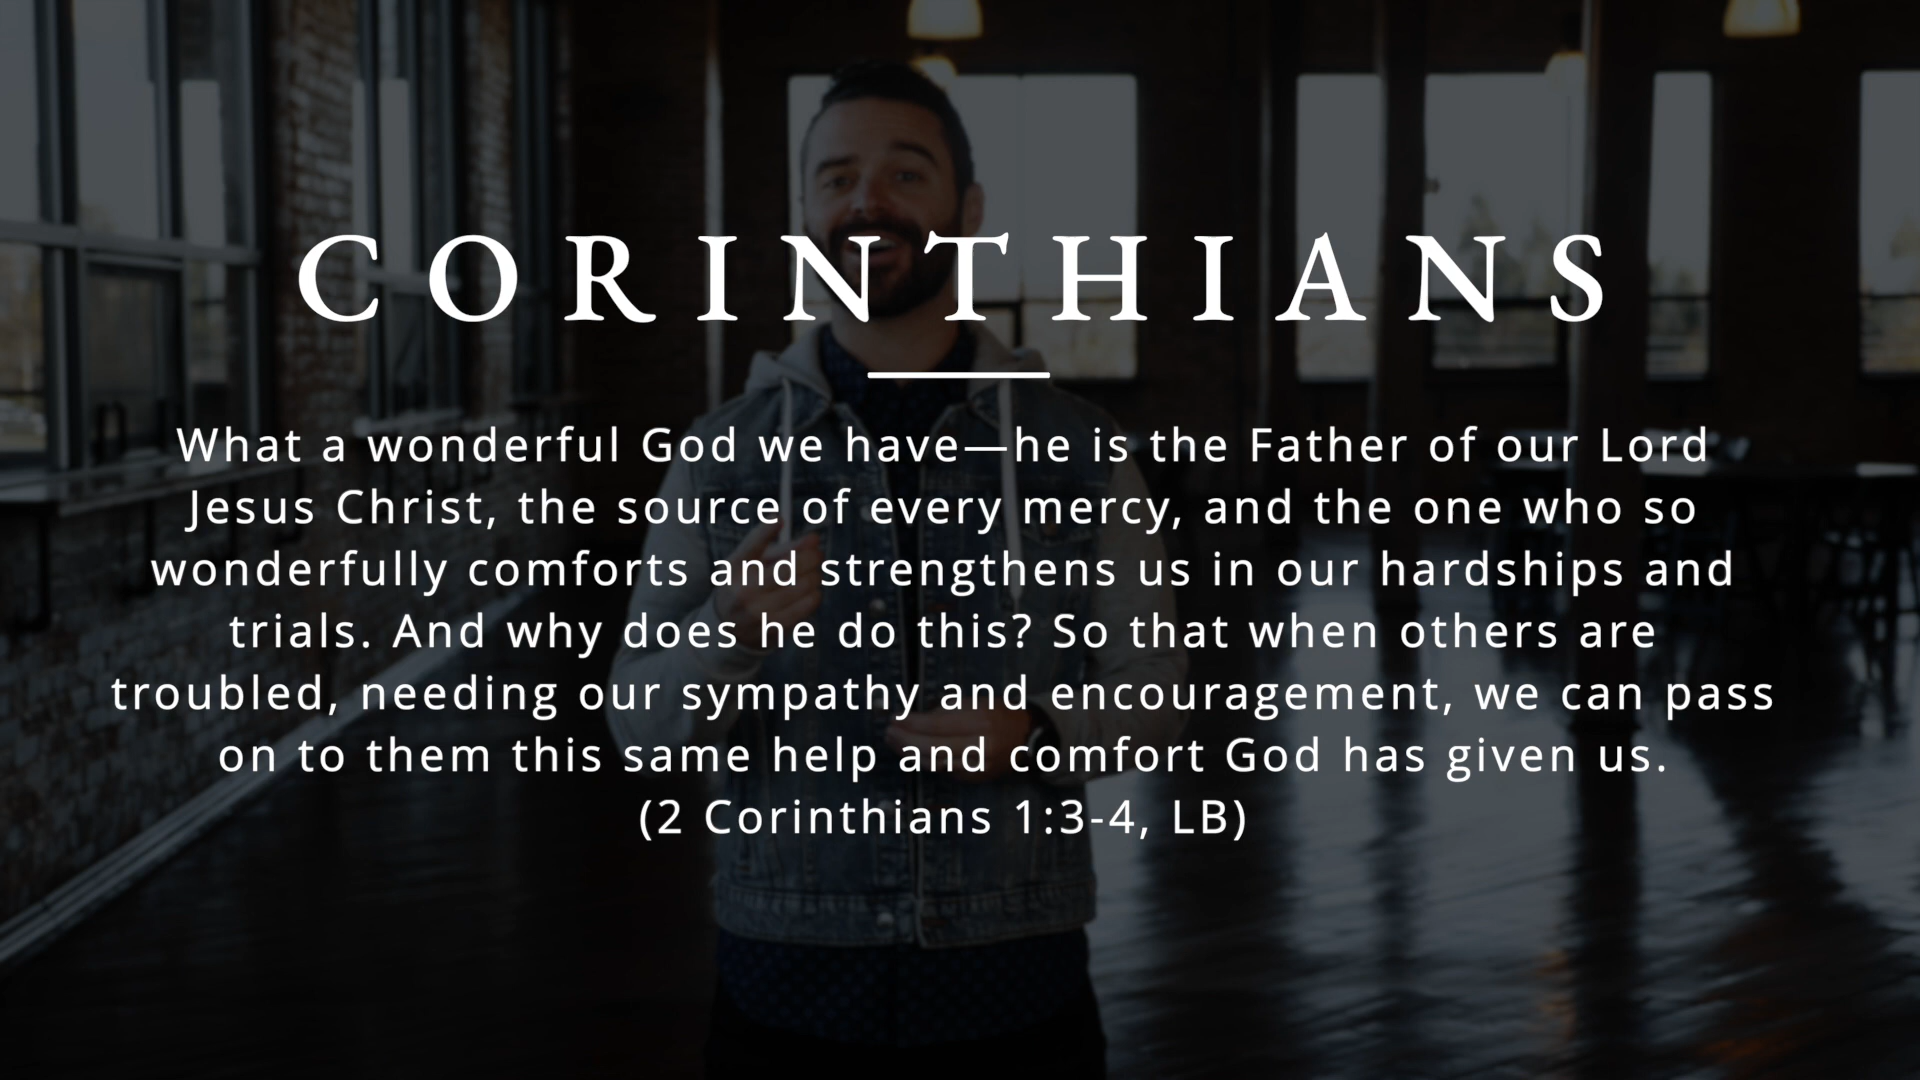 CORINTHIANS
What a wonderful God we have—he is the Father of our Lord
Jesus Christ, the source of every mercy, and the one who so
wonderfully comforts and strengthens us in our hardships and
trials. And why does he do this? So that when others are
troubled, needing our sympathy and encouragement, we can pass
on to them this same help and comfort God has given us.
(2 Corinthians 1:3-4, LB)